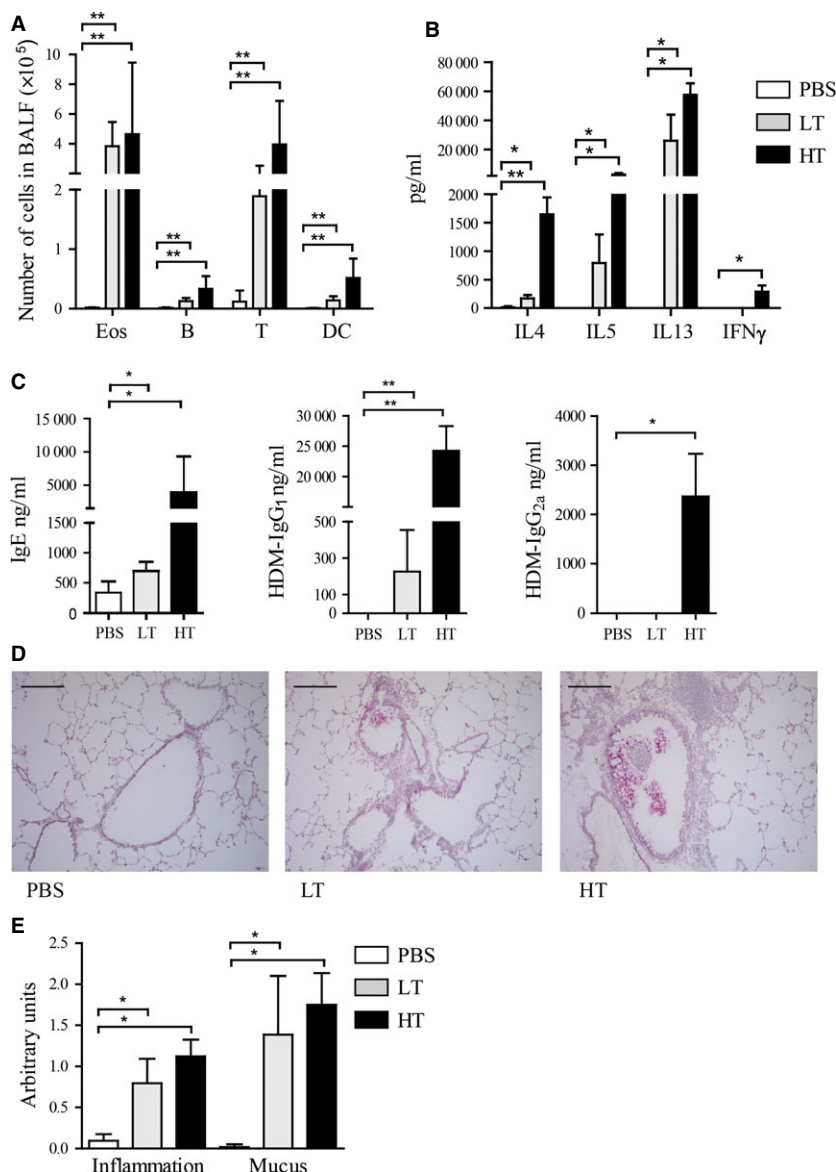 A
B
Number of cells in BALF (×10⁵)
10
8
6
4
2
1
0
** ** ** ** ** ** ** **
Eos B T DC
pg/ml
80 000
60 000
40 000
20 000
2000
1500
1000
500
0
* ** * * * * *
IL4 IL5 IL13 IFNγ
PBS
LT
HT
C
IgE ng/ml
15 000
10 000
5000
1500
1000
500
0
* *
PBS LT HT
HDM-IgG₁ ng/ml
30 000
25 000
20 000
500
300
200
100
0
** **
PBS LT HT
HDM-IgG₂ₐ ng/ml
4000
3000
2000
1000
0
*
PBS LT HT
D
PBS LT HT
E
Arbitrary units
2.5
2.0
1.5
1.0
0.5
0.0
* * * *
Inflammation Mucus
PBS
LT
HT